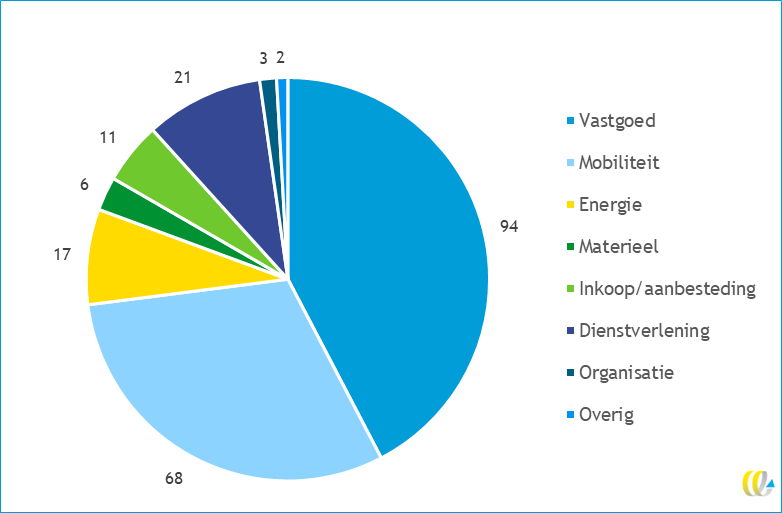 3 2
21
11
6
17
94
68
Vastgoed
Mobiliteit
Energie
Materieel
Inkoop/aanbesteding
Dienstverlening
Organisatie
Overig